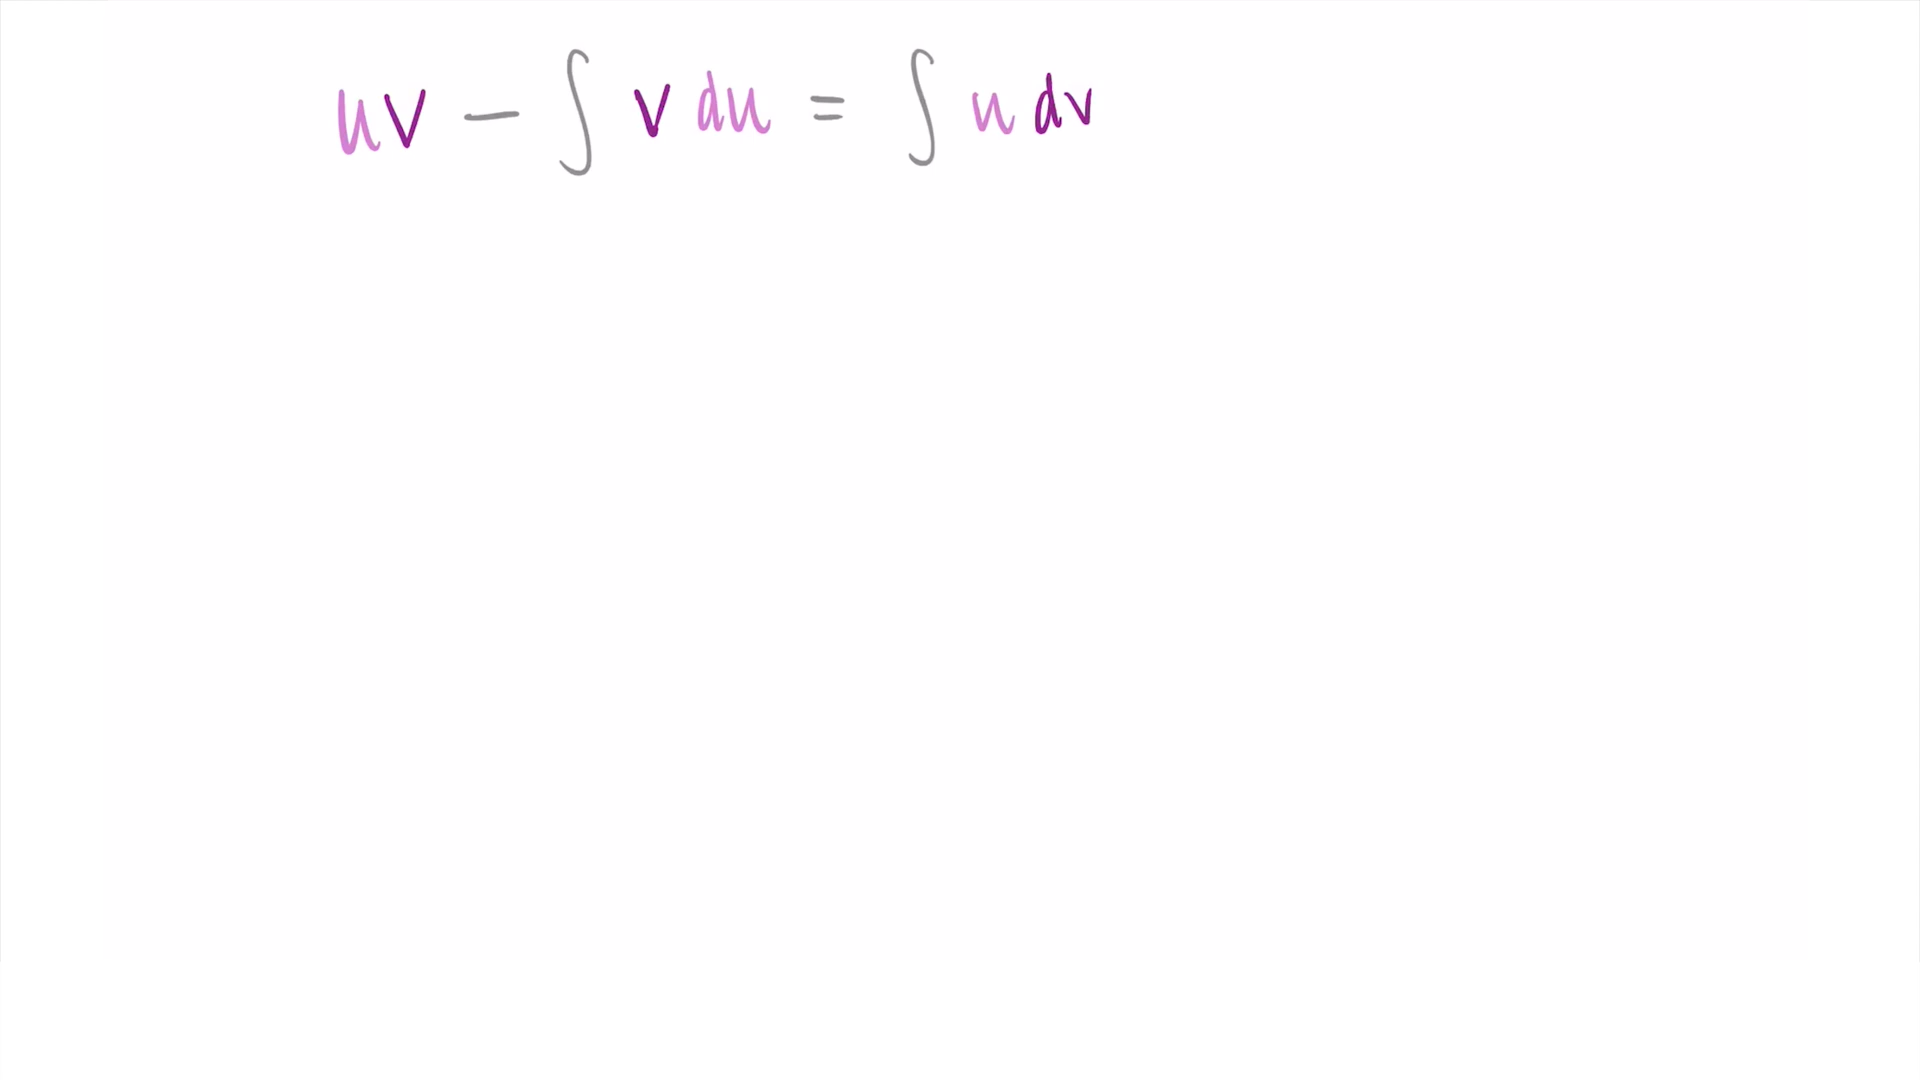 uv − ∫ v du = ∫ u dv